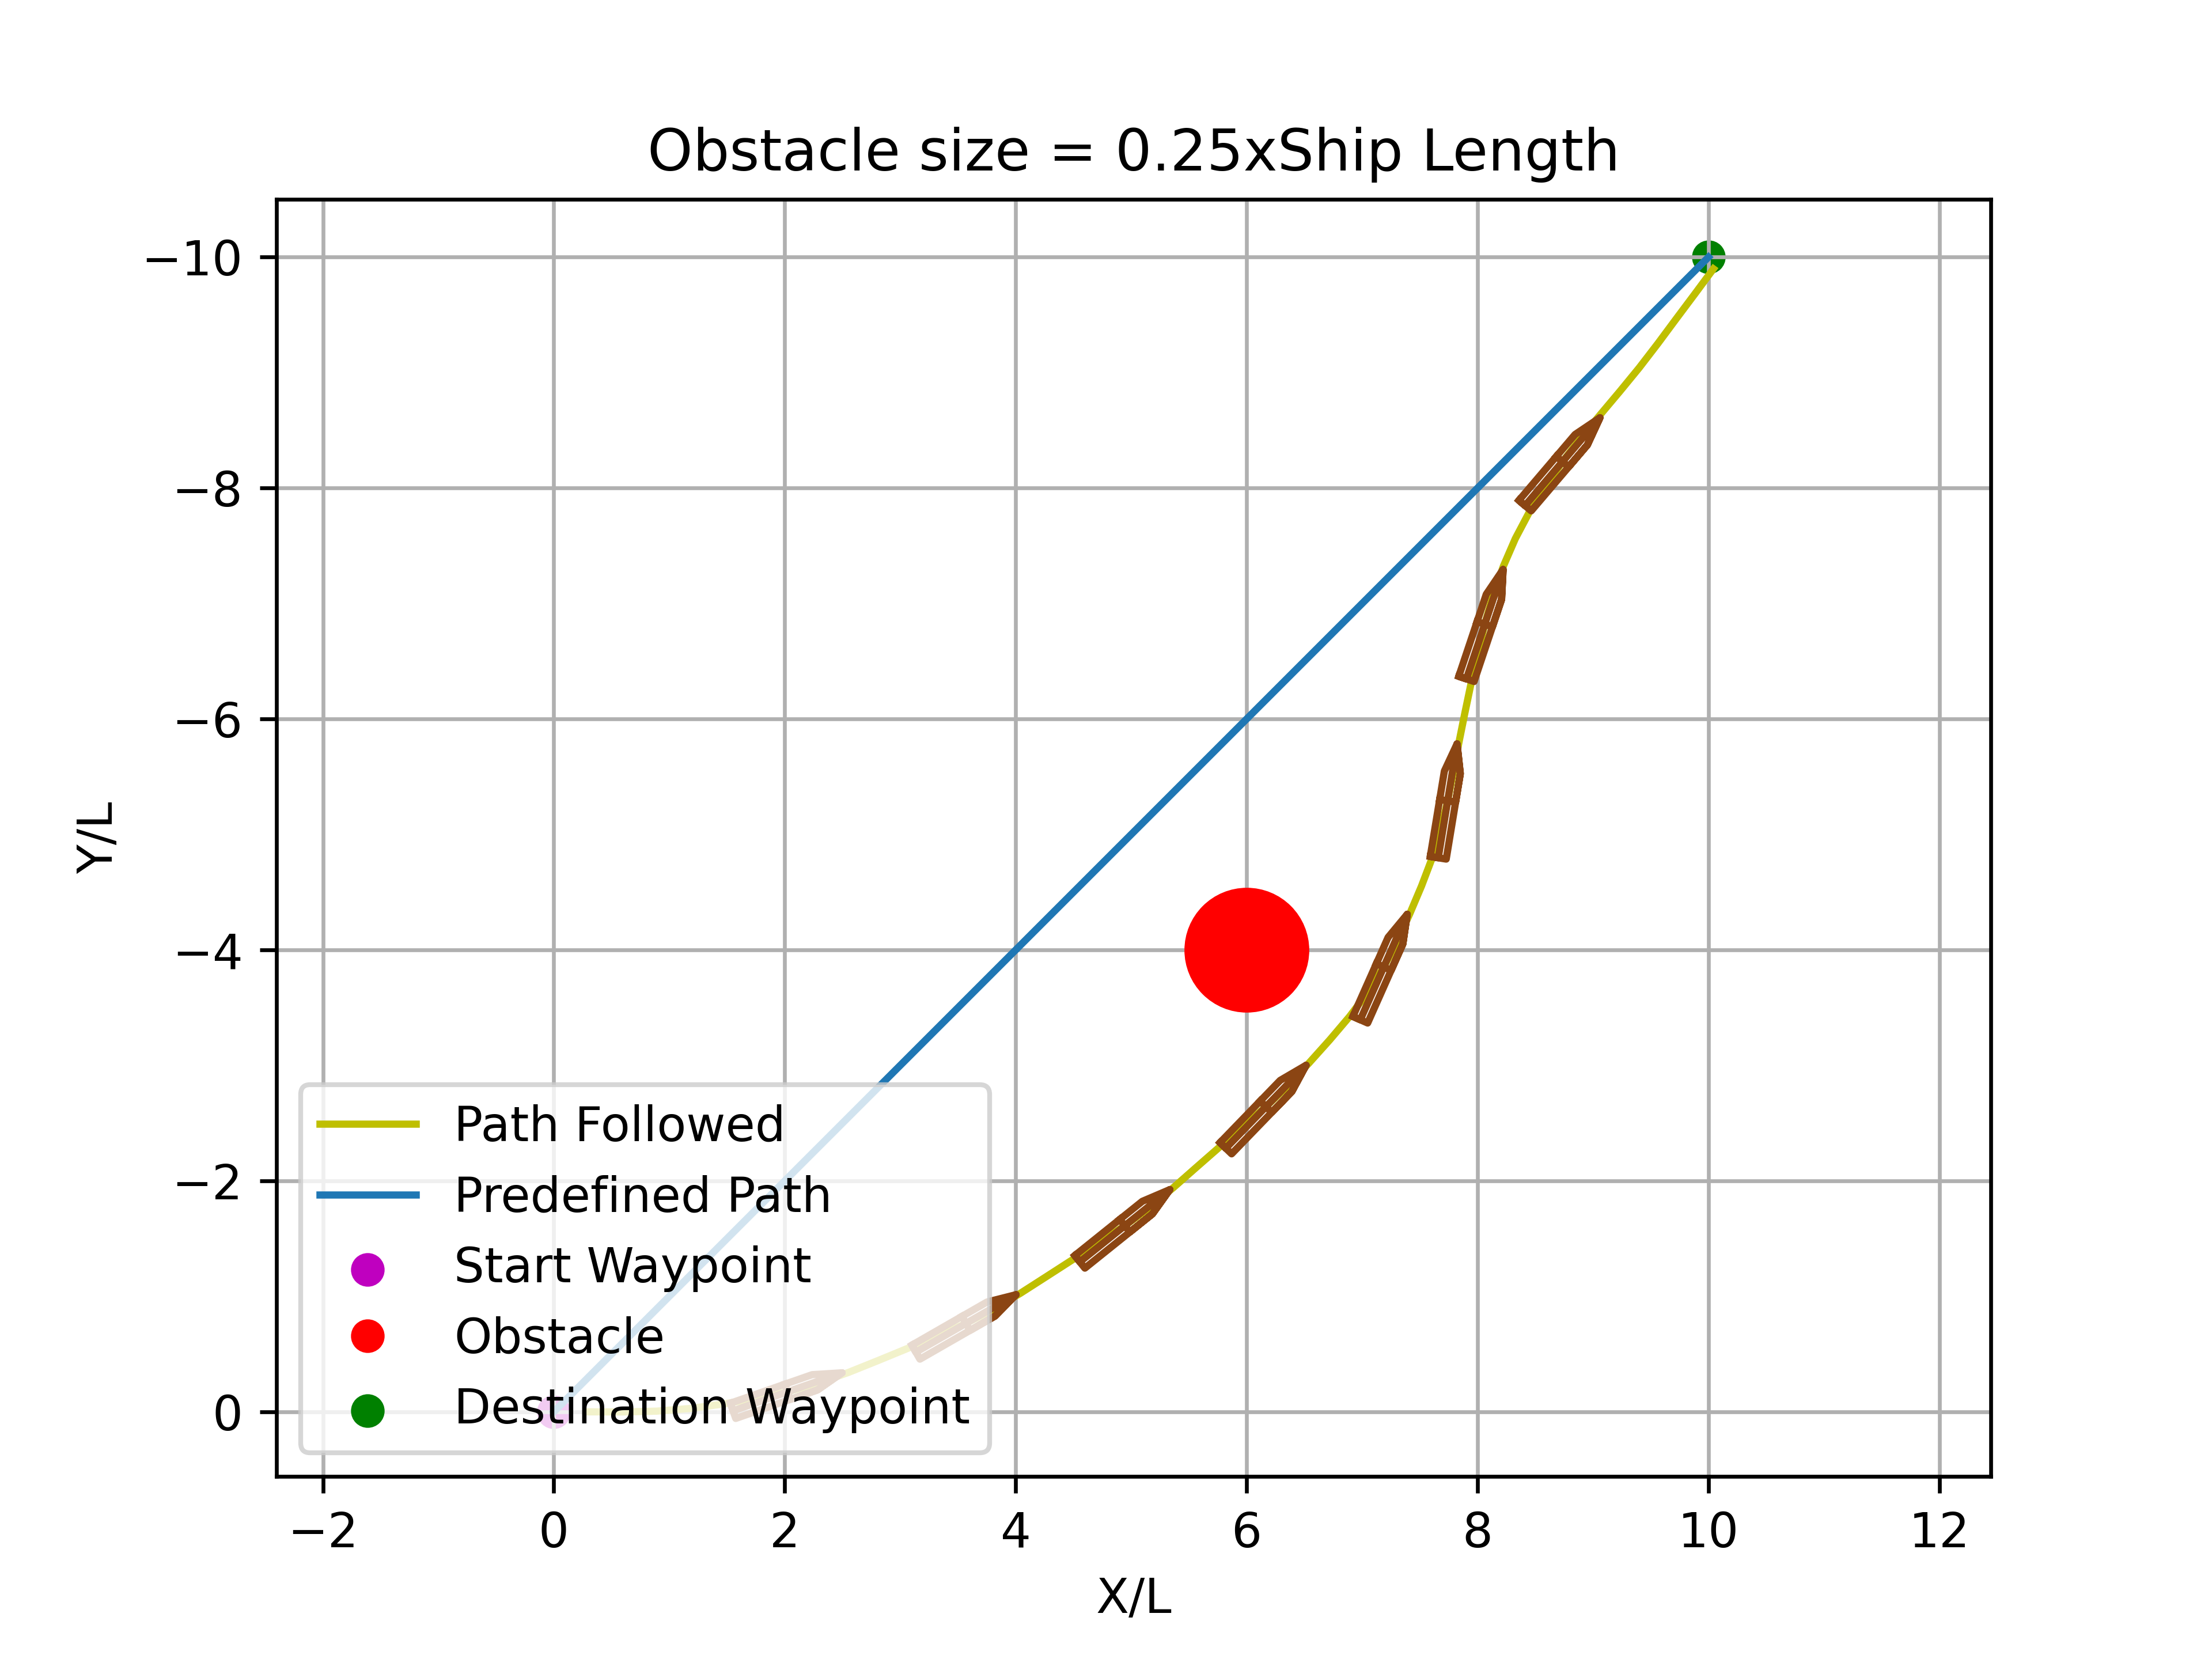 Obstacle size = 0.25xShip Length
−10
−8
−6
−4
−2
0
Y/L
Path Followed
Predefined Path
Start Waypoint
Obstacle
Destination Waypoint
−2 0 2 4 6 8 10 12
X/L